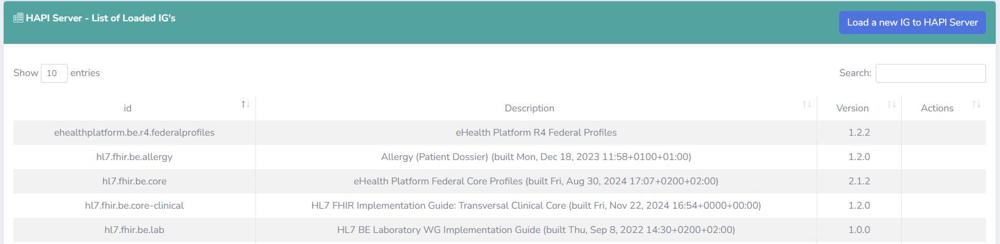 HAPI Server - List of Loaded IG's
Load a new IG to HAPI Server
Show 10 entries
Search:
id Description Version Actions
ehealthplatform.be.r4.federalprofiles eHealth Platform R4 Federal Profiles 1.2.2
hl7.fhir.be.allergy Allergy (Patient Dossier) (built Mon, Dec 18, 2023 11:58+0100+01:00) 1.2.0
hl7.fhir.be.core eHealth Platform Federal Core Profiles (built Fri, Aug 30, 2024 17:07+0200+02:00) 2.1.2
hl7.fhir.be.core-clinical HL7 FHIR Implementation Guide: Transversal Clinical Core (built Fri, Nov 22, 2024 16:54+0000+00:00) 1.2.0
hl7.fhir.be.lab HL7 BE Laboratory WG Implementation Guide (built Thu, Sep 8, 2022 14:30+0200+02:00) 1.0.0